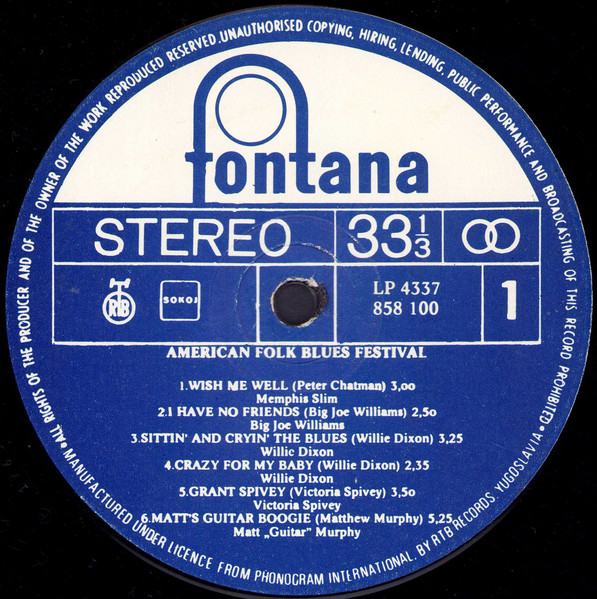 •ALL RIGHTS OF THE PRODUCER AND OF THE OWNER OF THE WORK REPRODUCED RESERVED.UNAUTHORISED COPYING, HIRING, LENDING, PUBLIC PERFORMANCE AND BROADCASTING OF THIS RECORD PROHIBITED•
fontana
STEREO 33 1/3
RTB SOKOJ LP 4337 1
858 100
AMERICAN FOLK BLUES FESTIVAL
1.WISH ME WELL (Peter Chatman) 3,00
Memphis Slim
2.I HAVE NO FRIENDS (Big Joe Williams) 2,50
Big Joe Williams
3.SITTIN' AND CRYIN' THE BLUES (Willie Dixon) 3,25
Willie Dixon
4.CRAZY FOR MY BABY (Willie Dixon) 2,35
Willie Dixon
5.GRANT SPIVEY (Victoria Spivey) 3,50
Victoria Spivey
6.MATT'S GUITAR BOOGIE (Matthew Murphy) 5,25
Matt „Guitar" Murphy
MANUFACTURED UNDER LICENCE FROM PHONOGRAM INTERNATIONAL. BY RTB RECORDS. YUGOSLAVIA•